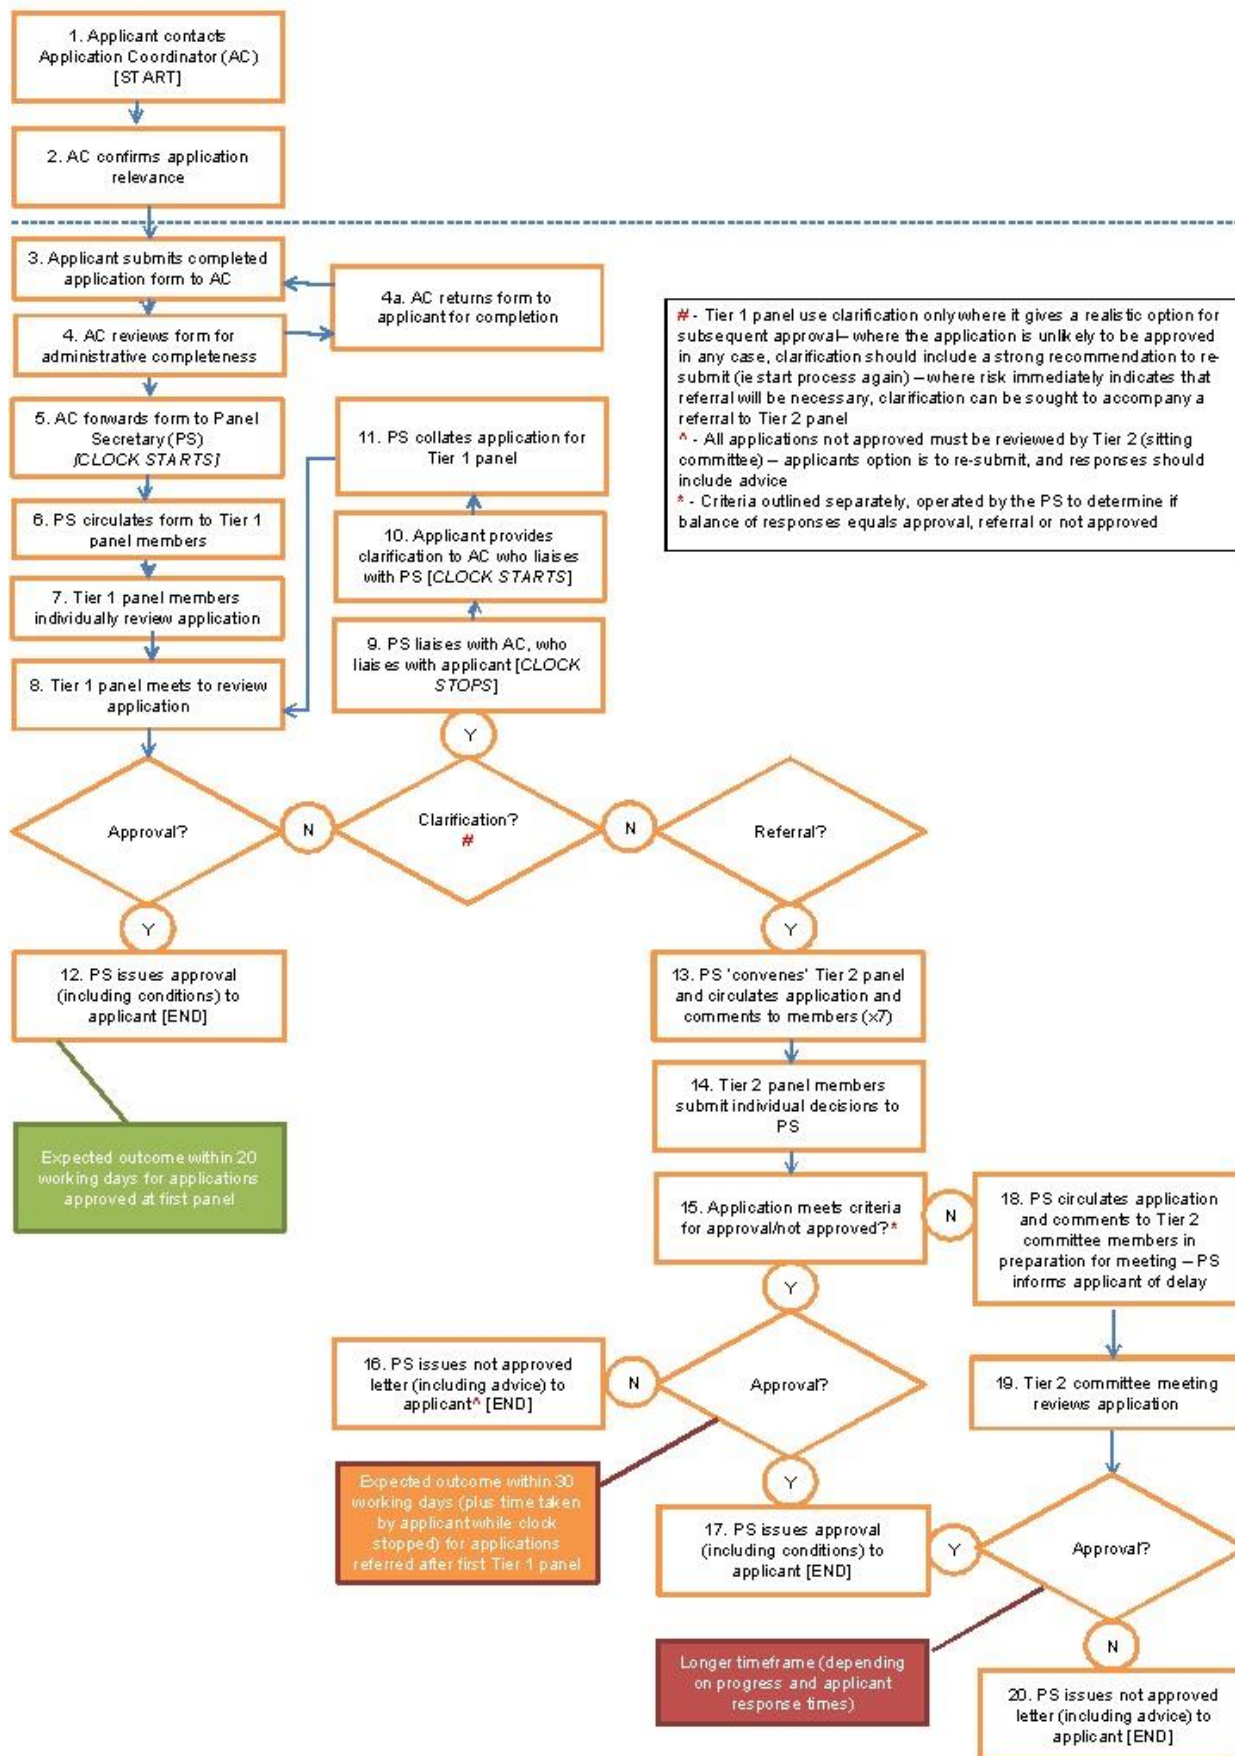 1. Applicant contacts
Application Coordinator (AC)
[START]
2. AC confirms application
relevance
3. Applicant submits completed
application form to AC
4a. AC returns form to
applicant for completion
4. AC reviews form for
administrative completeness
# - Tier 1 panel use clarification only where it gives a realistic option for
subsequent approval – where the application is unlikely to be approved
in any case, clarification should include a strong recommendation to re-
submit (ie start process again) – where risk immediately indicates that
referral will be necessary, clarification can be sought to accompany a
referral to Tier 2 panel
^ - All applications not approved must be reviewed by Tier 2 (sitting
committee) – applicants option is to re-submit, and responses should
include advice
* - Criteria outlined separately, operated by the PS to determine if
balance of responses equals approval, referral or not approved
5. AC forwards form to Panel
Secretary (PS)
[CLOCK STARTS]
11. PS collates application for
Tier 1 panel
6. PS circulates form to Tier 1
panel members
10. Applicant provides
clarification to AC who liaises
with PS [CLOCK STARTS]
7. Tier 1 panel members
individually review application
9. PS liaises with AC, who
liaises with applicant [CLOCK
STOPS]
8. Tier 1 panel meets to review
application
Y
Approval?
N
Clarification?
#
N
Referral?
Y
Y
12. PS issues approval
(including conditions) to
applicant [END]
13. PS 'convenes' Tier 2 panel
and circulates application and
comments to members (x7)
14. Tier 2 panel members
submit individual decisions to
PS
Expected outcome within 20
working days for applications
approved at first panel
15. Application meets criteria
for approval/not approved?*
N
18. PS circulates application
and comments to Tier 2
committee members in
preparation for meeting – PS
informs applicant of delay
Y
16. PS issues not approved
letter (including advice) to
applicant^ [END]
N
Approval?
19. Tier 2 committee meeting
reviews application
Expected outcome within 30
working days (plus time taken
by applicant while clock
stopped) for applications
referred after first Tier 1 panel
Y
17. PS issues approval
(including conditions) to
applicant [END]
Y
Approval?
N
Longer timeframe (depending
on progress and applicant
response times)
20. PS issues not approved
letter (including advice) to
applicant [END]